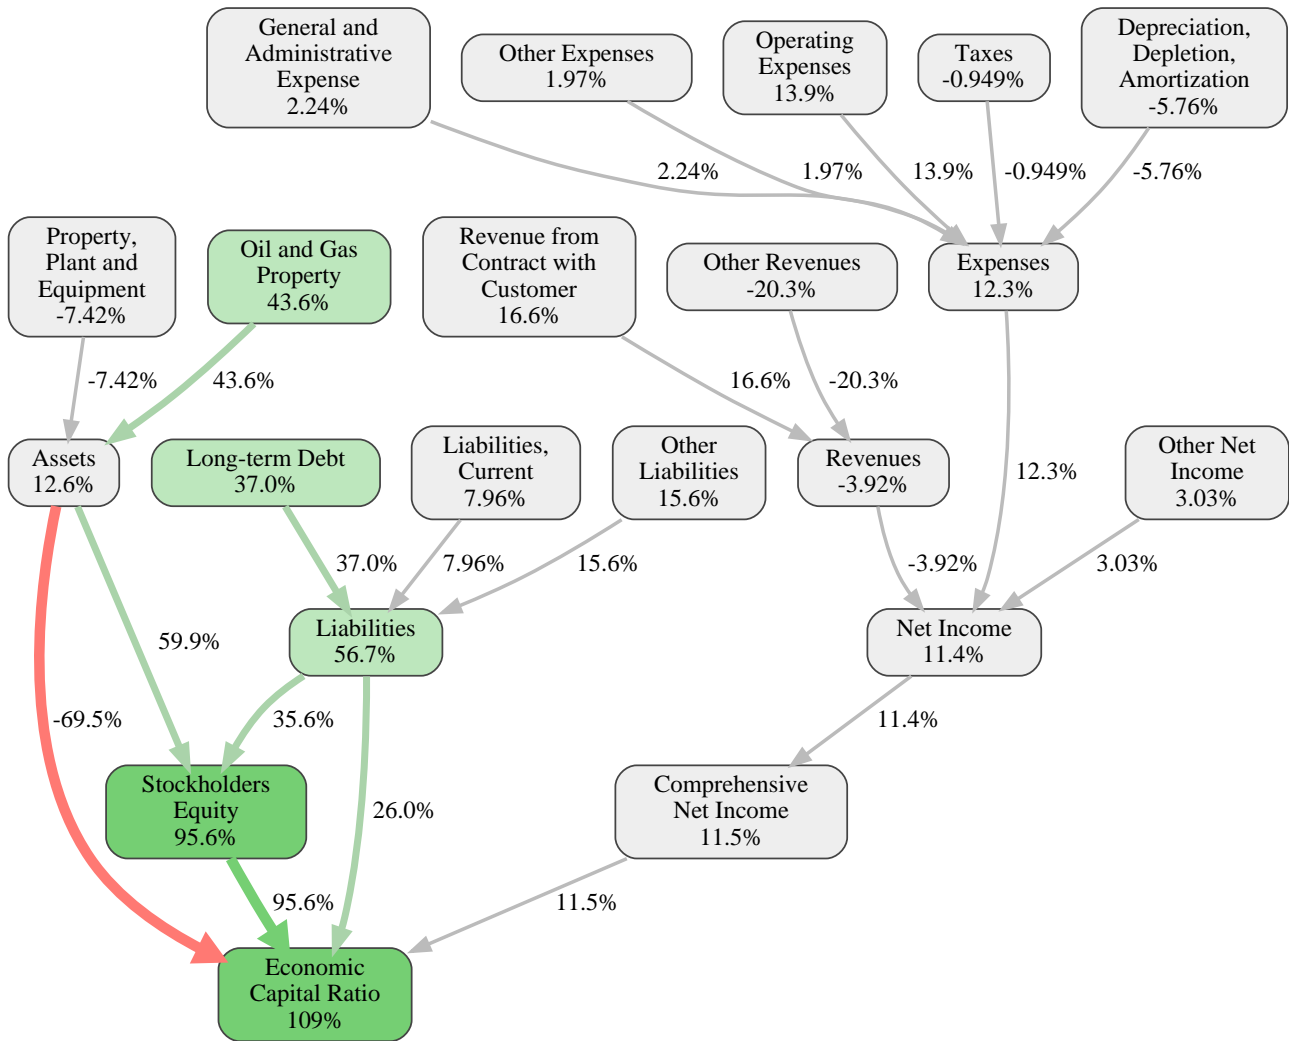 General and
Administrative
Expense
2.24%
Other Expenses
1.97%
Operating
Expenses
13.9%
Taxes
-0.949%
Depreciation,
Depletion,
Amortization
-5.76%
2.24%
1.97%
13.9%
-0.949%
-5.76%
Property,
Plant and
Equipment
-7.42%
Oil and Gas
Property
43.6%
Revenue from
Contract with
Customer
16.6%
Other Revenues
-20.3%
Expenses
12.3%
-7.42%
43.6%
16.6%
-20.3%
Assets
12.6%
Long-term Debt
37.0%
Liabilities,
Current
7.96%
Other
Liabilities
15.6%
Revenues
-3.92%
12.3%
Other Net
Income
3.03%
37.0%
7.96%
15.6%
-3.92%
3.03%
59.9%
Liabilities
56.7%
Net Income
11.4%
-69.5%
35.6%
11.4%
Stockholders
Equity
95.6%
26.0%
Comprehensive
Net Income
11.5%
95.6%
11.5%
Economic
Capital Ratio
109%